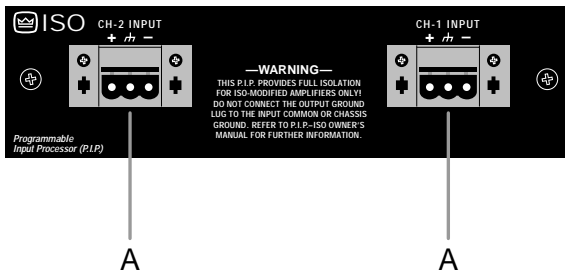 ISO
CH-2 INPUT
+ −
CH-1 INPUT
+ −
—WARNING—
THIS P.I.P. PROVIDES FULL ISOLATION
FOR ISO-MODIFIED AMPLIFIERS ONLY!
DO NOT CONNECT THE OUTPUT GROUND
LUG TO THE INPUT COMMON OR CHASSIS
GROUND. REFER TO P.I.P.–ISO OWNER'S
MANUAL FOR FURTHER INFORMATION.
Programmable
Input Processor (P.I.P.)
A
A